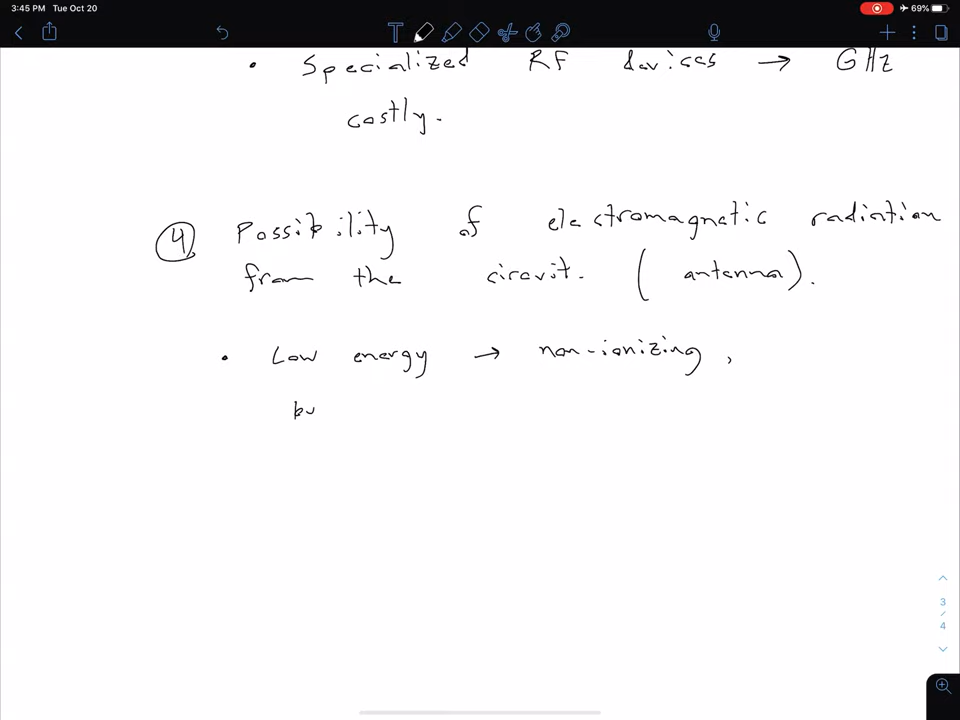 3:45 PM Tue Oct 20 69%
• Specialized RF devices → GHz
costly.
④ Possibility of electromagnetic radiation
from the circuit. (antenna).
• Low energy → non-ionizing,
bu
3
/
4